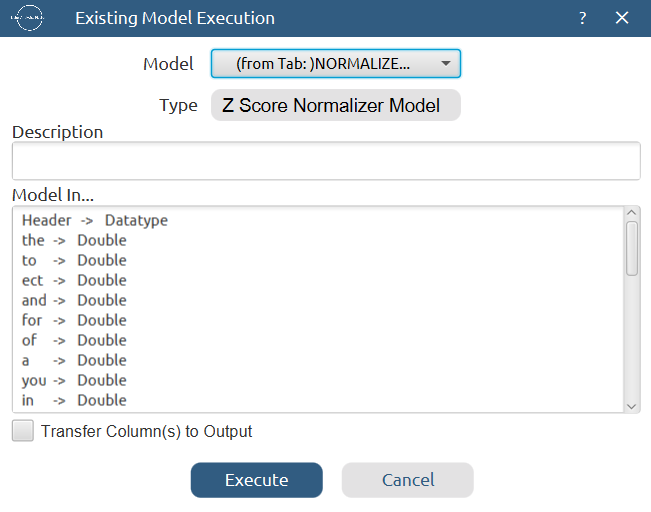 Existing Model Execution ?
Model (from Tab: )NORMALIZE...
Type Z Score Normalizer Model
Description
Model In...
Header -> Datatype
the -> Double
to -> Double
ect -> Double
and -> Double
for -> Double
of -> Double
a -> Double
you -> Double
in -> Double
Transfer Column(s) to Output
Execute Cancel